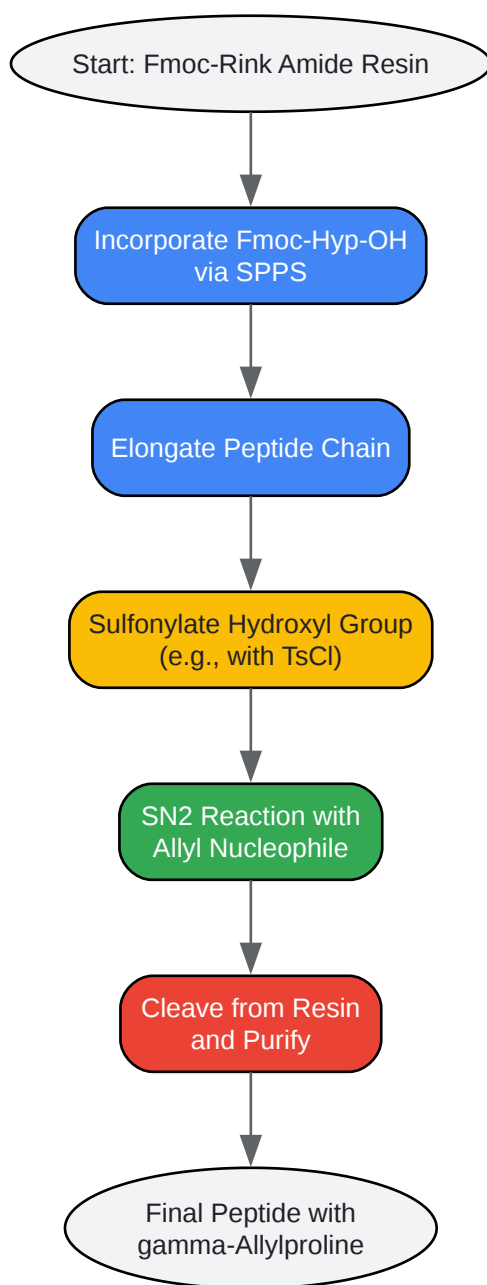 Start: Fmoc-Rink Amide Resin
Incorporate Fmoc-Hyp-OH
via SPPS
Elongate Peptide Chain
Sulfonylate Hydroxyl Group
(e.g., with TsCl)
SN2 Reaction with
Allyl Nucleophile
Cleave from Resin
and Purify
Final Peptide with
gamma-Allylproline